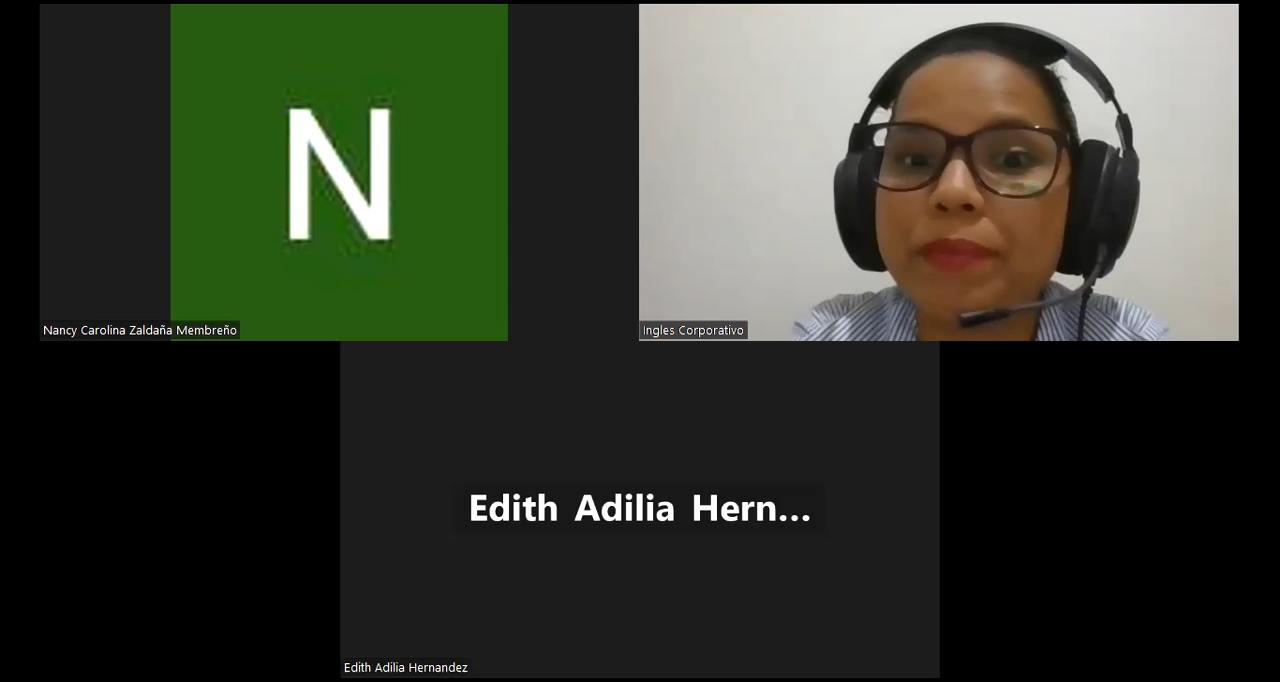 N
Nancy Carolina Zaldaña Membreño
Ingles Corporativo
Edith Adilia Hern...
Edith Adilia Hernandez